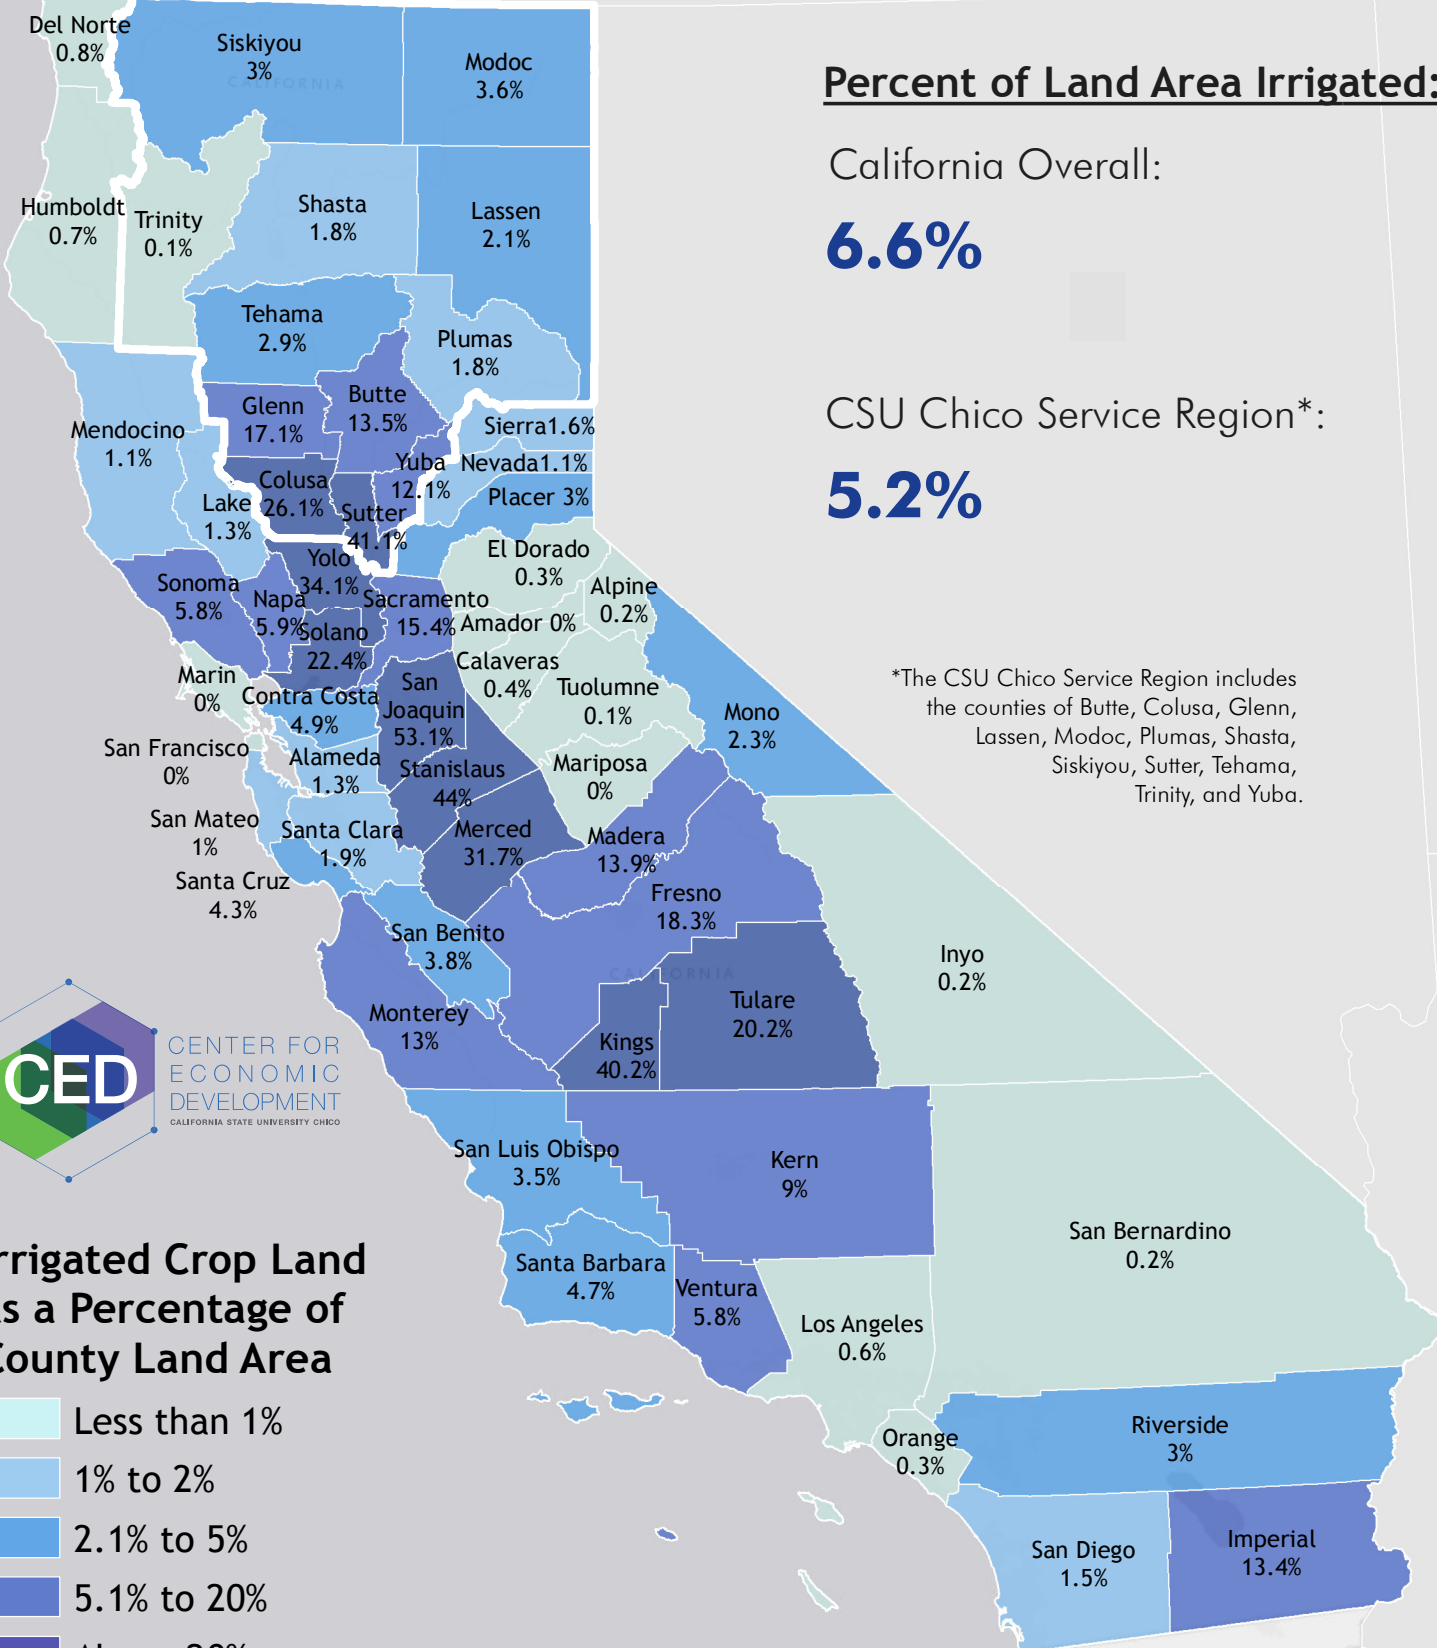 Del Norte
0.8%
Siskiyou
3%
CALIFORNIA
Modoc
3.6%
Percent of Land Area Irrigated:
California Overall:
6.6%
Humboldt
0.7%
Trinity
0.1%
Shasta
1.8%
Lassen
2.1%
Tehama
2.9%
Plumas
1.8%
CSU Chico Service Region*:
5.2%
Mendocino
1.1%
Glenn
17.1%
Butte
13.5%
Sierra1.6%
Yuba
12.1%
Nevada1.1%
Placer 3%
Lake
1.3%
Colusa
26.1%
Sutter
41.1%
Yolo
34.1%
El Dorado
0.3%
Alpine
0.2%
Sonoma
5.8%
Napa
5.9%
Sacramento
15.4%
Amador 0%
Solano
22.4%
Calaveras
0.4%
Marin
0%
Contra Costa
4.9%
San
Joaquin
53.1%
Tuolumne
0.1%
Mono
2.3%
*The CSU Chico Service Region includes
the counties of Butte, Colusa, Glenn,
Lassen, Modoc, Plumas, Shasta,
Siskiyou, Sutter, Tehama,
Trinity, and Yuba.
San Francisco
0%
Alameda
1.3%
Stanislaus
44%
Mariposa
0%
San Mateo
1%
Santa Clara
1.9%
Merced
31.7%
Madera
13.9%
Santa Cruz
4.3%
Fresno
18.3%
San Benito
3.8%
CALIFORNIA
Inyo
0.2%
Monterey
13%
Kings
40.2%
Tulare
20.2%
CED
CENTER FOR
ECONOMIC
DEVELOPMENT
CALIFORNIA STATE UNIVERSITY CHICO
San Luis Obispo
3.5%
Kern
9%
San Bernardino
0.2%
Santa Barbara
4.7%
Ventura
5.8%
Los Angeles
0.6%
Orange
0.3%
Riverside
3%
San Diego
1.5%
Imperial
13.4%
rrigated Crop Land
s a Percentage of
County Land Area
Less than 1%
1% to 2%
2.1% to 5%
5.1% to 20%